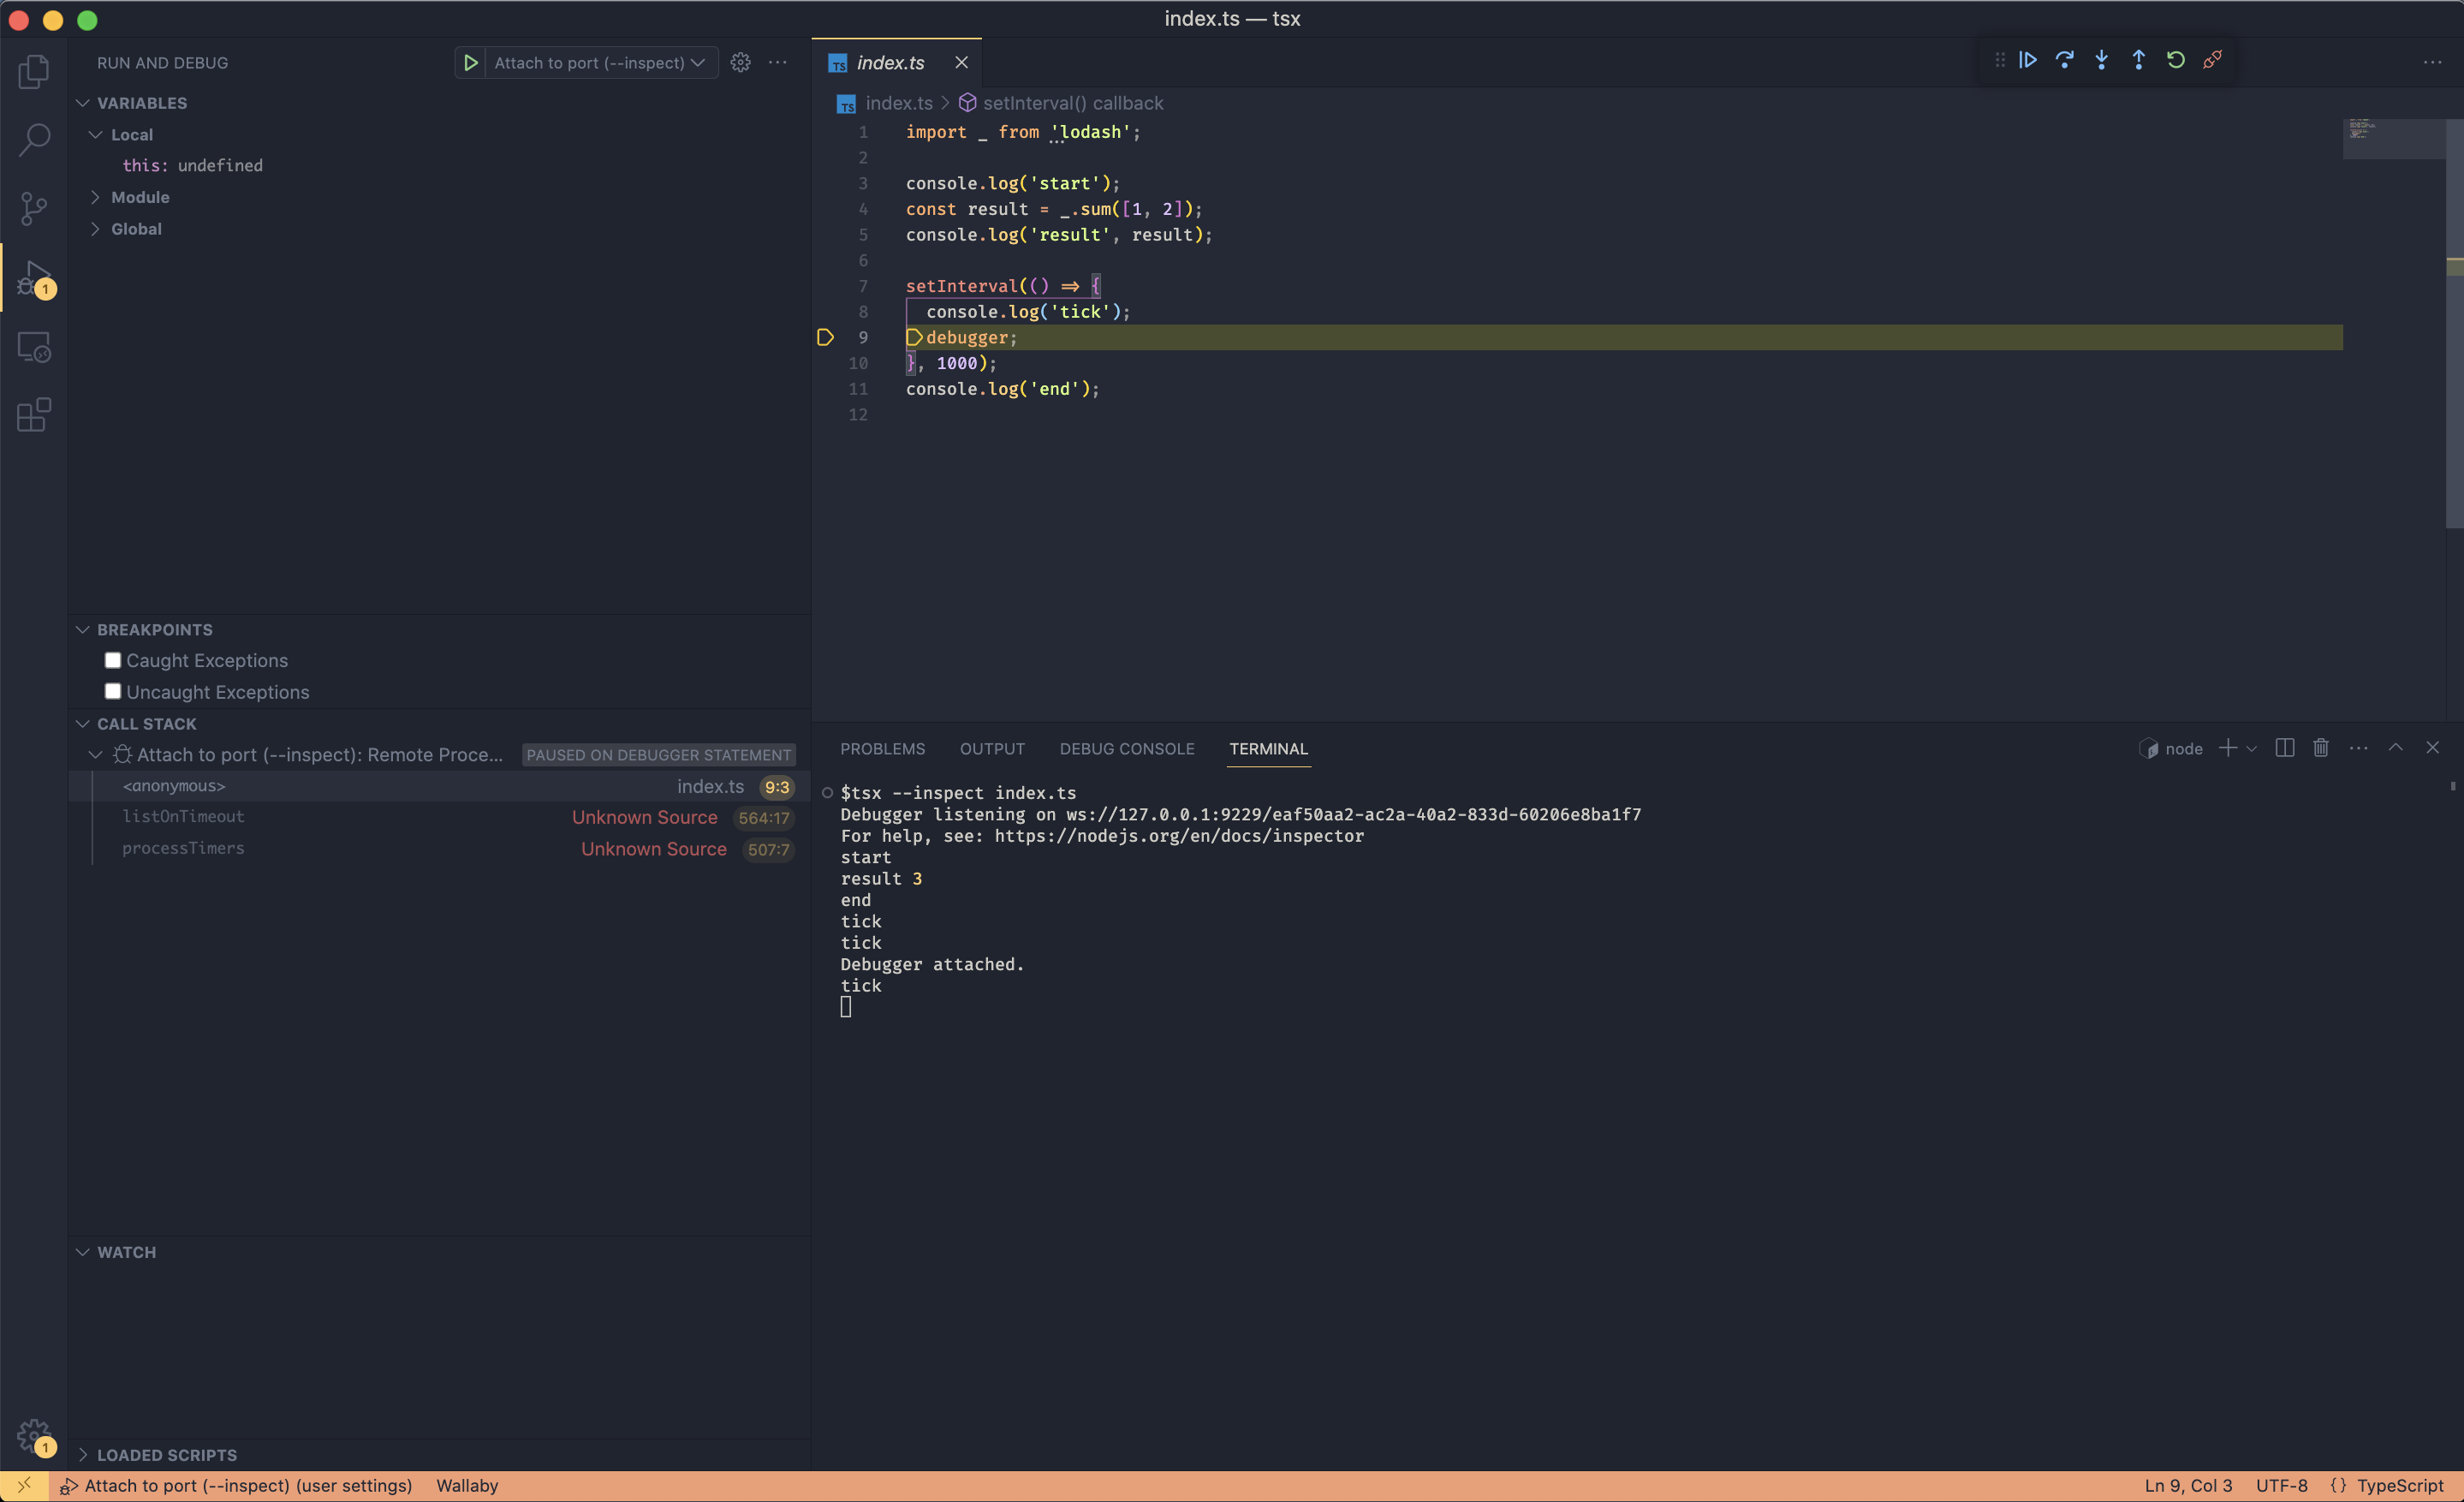 index.ts — tsx
RUN AND DEBUG
Attach to port (--inspect)
VARIABLES
Local
this: undefined
Module
Global
1
BREAKPOINTS
Caught Exceptions
Uncaught Exceptions
CALL STACK
Attach to port (--inspect): Remote Proce... PAUSED ON DEBUGGER STATEMENT
<anonymous> index.ts 9:3
listOnTimeout Unknown Source 564:17
processTimers Unknown Source 507:7
WATCH
1
LOADED SCRIPTS
TS index.ts
TS index.ts > setInterval() callback
1 import _ from 'lodash';
2
3 console.log('start');
4 const result = _.sum([1, 2]);
5 console.log('result', result);
6
7 setInterval(() => {
8 console.log('tick');
9 debugger;
10 }, 1000);
11 console.log('end');
12
PROBLEMS OUTPUT DEBUG CONSOLE TERMINAL
node
$tsx --inspect index.ts
Debugger listening on ws://127.0.0.1:9229/eaf50aa2-ac2a-40a2-833d-60206e8ba1f7
For help, see: https://nodejs.org/en/docs/inspector
start
result 3
end
tick
tick
Debugger attached.
tick
Attach to port (--inspect) (user settings) Wallaby
Ln 9, Col 3 UTF-8 {} TypeScript